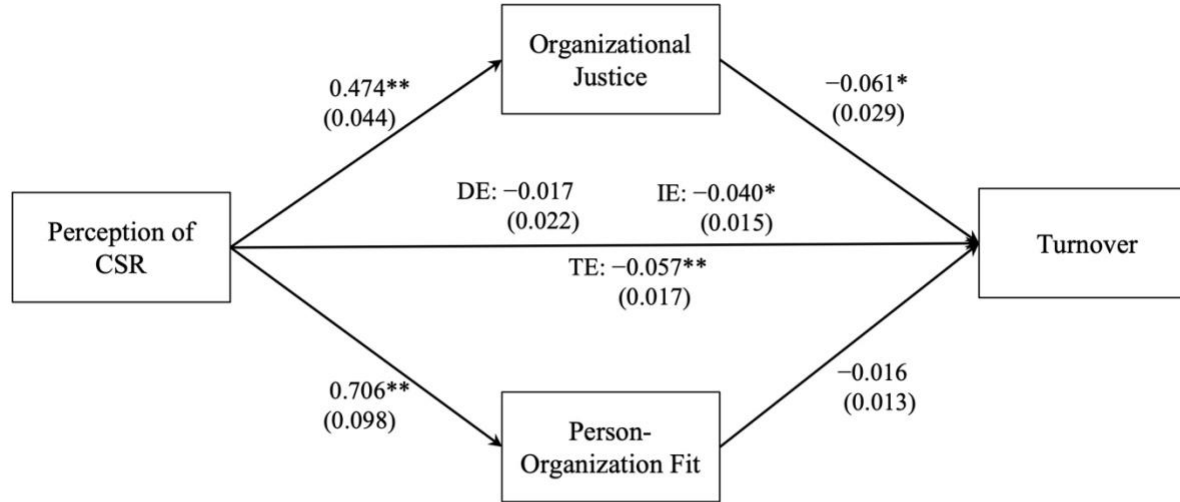 Organizational
Justice
0.474**
(0.044)
−0.061*
(0.029)
Perception of
CSR
DE: −0.017
(0.022)
IE: −0.040*
(0.015)
TE: −0.057**
(0.017)
Turnover
0.706**
(0.098)
−0.016
(0.013)
Person-
Organization Fit